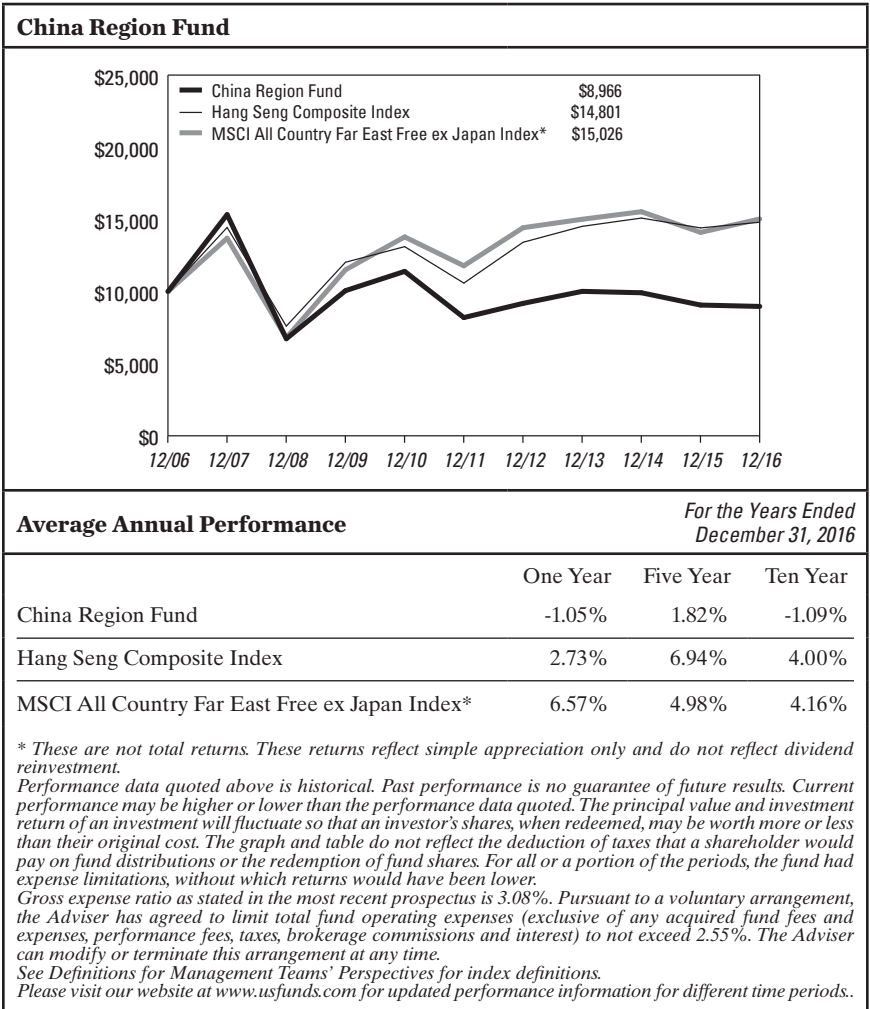 China Region Fund
$25,000
$20,000
$15,000
$10,000
$5,000
$0
China Region Fund $8,966
Hang Seng Composite Index $14,801
MSCI All Country Far East Free ex Japan Index* $15,026
12/06 12/07 12/08 12/09 12/10 12/11 12/12 12/13 12/14 12/15 12/16
Average Annual Performance
For the Years Ended
December 31, 2016
One Year Five Year Ten Year
China Region Fund -1.05% 1.82% -1.09%
Hang Seng Composite Index 2.73% 6.94% 4.00%
MSCI All Country Far East Free ex Japan Index* 6.57% 4.98% 4.16%
* These are not total returns. These returns reflect simple appreciation only and do not reflect dividend
reinvestment.
Performance data quoted above is historical. Past performance is no guarantee of future results. Current
performance may be higher or lower than the performance data quoted. The principal value and investment
return of an investment will fluctuate so that an investor's shares, when redeemed, may be worth more or less
than their original cost. The graph and table do not reflect the deduction of taxes that a shareholder would
pay on fund distributions or the redemption of fund shares. For all or a portion of the periods, the fund had
expense limitations, without which returns would have been lower.
Gross expense ratio as stated in the most recent prospectus is 3.08%. Pursuant to a voluntary arrangement,
the Adviser has agreed to limit total fund operating expenses (exclusive of any acquired fund fees and
expenses, performance fees, taxes, brokerage commissions and interest) to not exceed 2.55%. The Adviser
can modify or terminate this arrangement at any time.
See Definitions for Management Teams' Perspectives for index definitions.
Please visit our website at www.usfunds.com for updated performance information for different time periods..